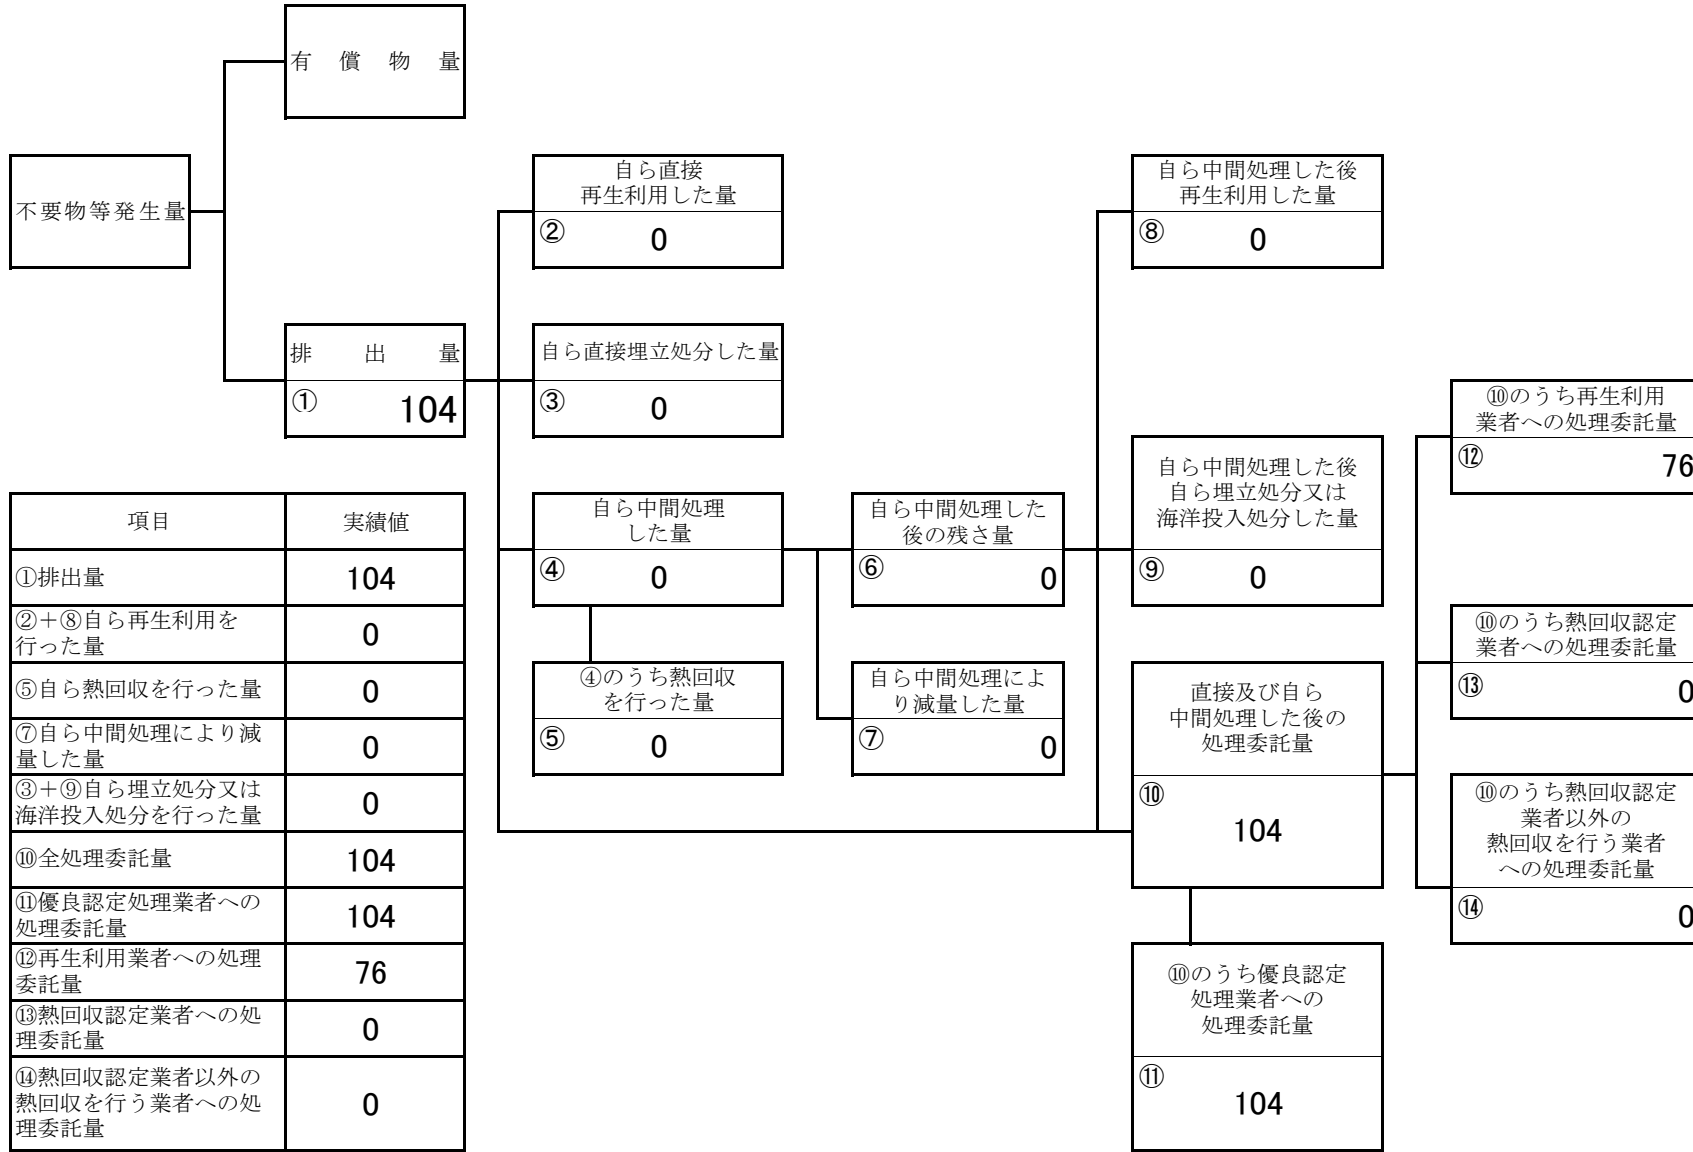 有償物量
不要物等発生量
自ら直接
再生利用した量
② 0
自ら中間処理した後
再生利用した量
⑧ 0
排出量
① 104
自ら直接埋立処分した量
③ 0
⑩のうち再生利用
業者への処理委託量
⑫ 76
自ら中間処理した後
自ら埋立処分又は
海洋投入処分した量
⑨ 0
自ら中間処理
した量
④ 0
自ら中間処理した
後の残さ量
⑥ 0
⑩のうち熱回収認定
業者への処理委託量
⑬ 0
④のうち熱回収
を行った量
⑤ 0
自ら中間処理によ
り減量した量
⑦ 0
直接及び自ら
中間処理した後の
処理委託量
⑩
104
⑩のうち熱回収認定
業者以外の
熱回収を行う業者
への処理委託量
⑭ 0
⑩のうち優良認定
処理業者への
処理委託量
⑪
104
項目 実績値
①排出量 104
②＋⑧自ら再生利用を
行った量 0
⑤自ら熱回収を行った量 0
⑦自ら中間処理により減
量した量 0
③＋⑨自ら埋立処分又は
海洋投入処分を行った量 0
⑩全処理委託量 104
⑪優良認定処理業者への
処理委託量 104
⑫再生利用業者への処理
委託量 76
⑬熱回収認定業者への処
理委託量 0
⑭熱回収認定業者以外の
熱回収を行う業者への処 0
理委託量